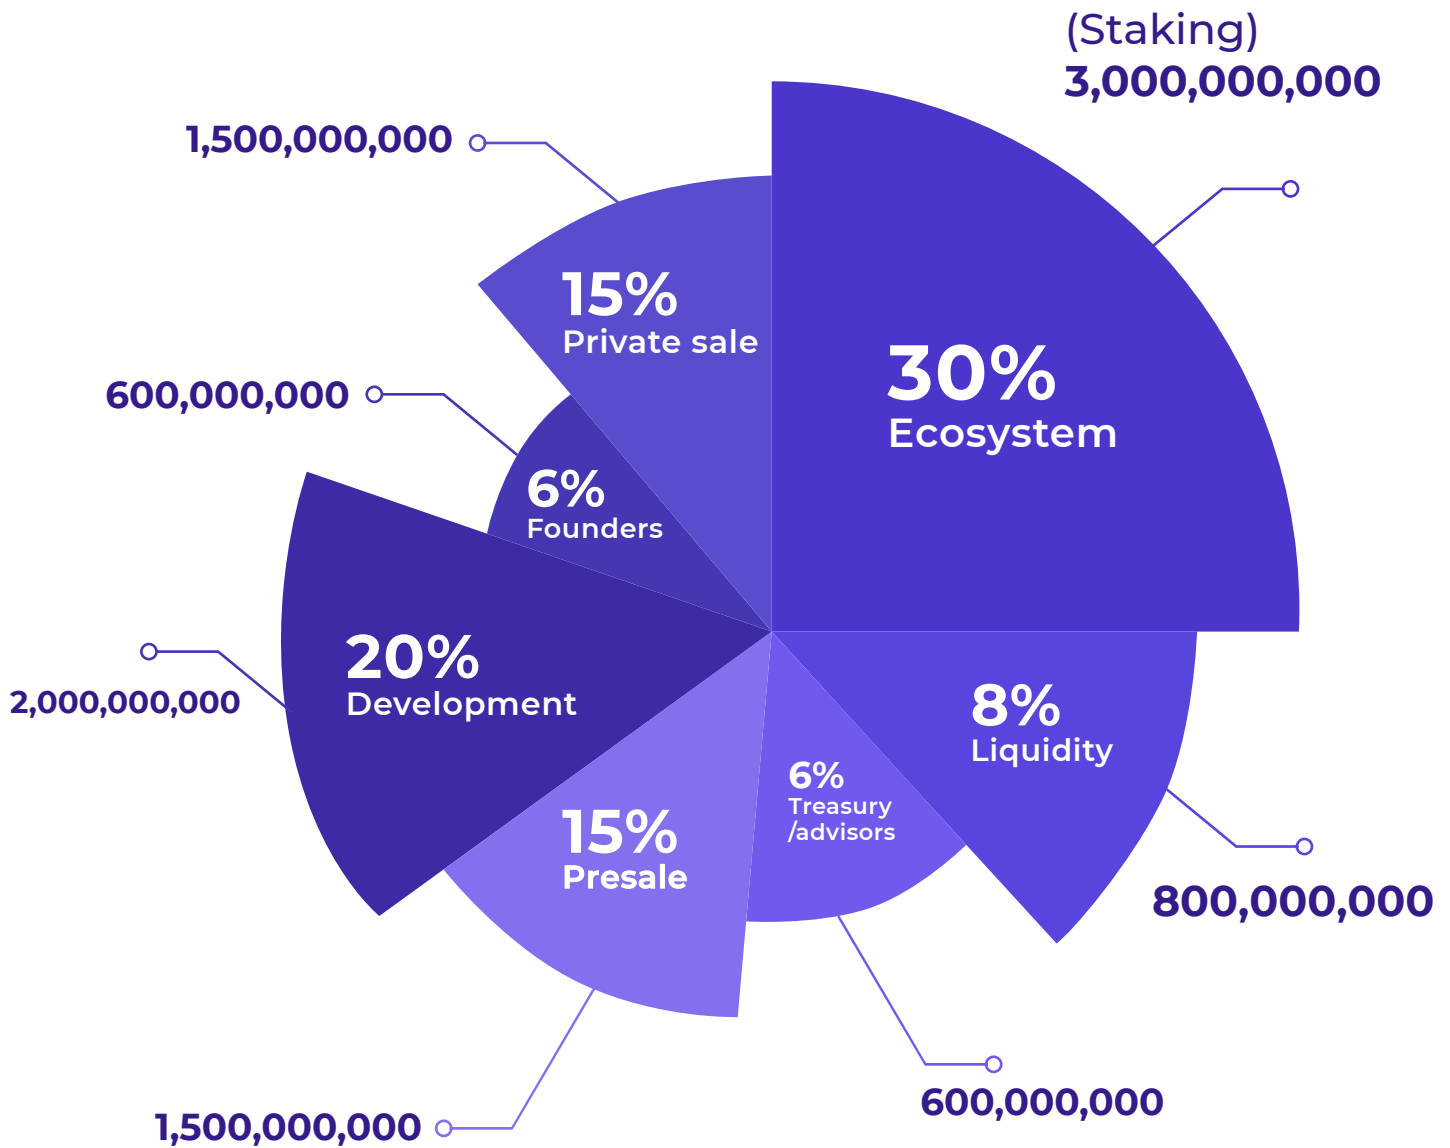 (Staking)
3,000,000,000
1,500,000,000
15%
Private sale
30%
Ecosystem
600,000,000
6%
Founders
20%
Development
2,000,000,000
8%
Liquidity
6%
Treasury
/advisors
15%
Presale
800,000,000
600,000,000
1,500,000,000